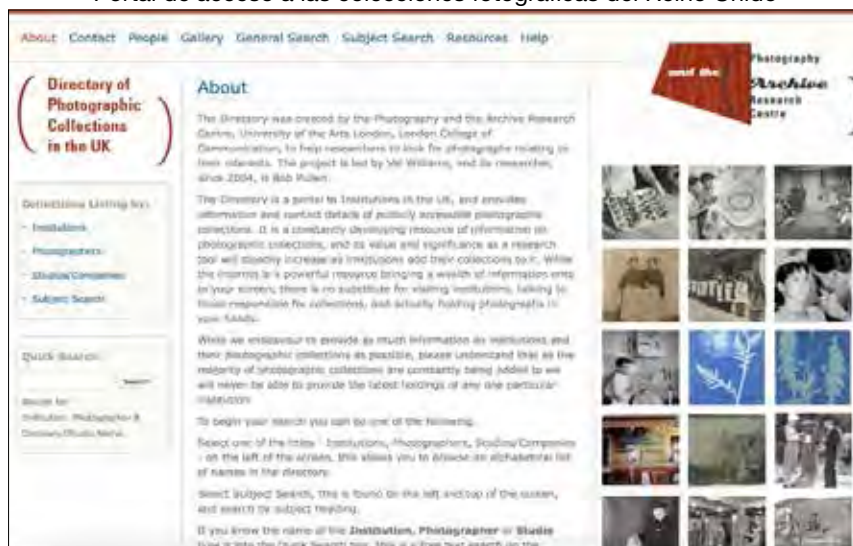 Portal de acceso a las colecciones fotográficas del Reino Unido
About Contact People Gallery General Search Subject Search Resources Help
Directory of
Photographic
Collections
in the UK
and the
Photography
Archive
Research
Centre
About
The Directory was created by the Photography and the Archive Research
Centre, University of the Arts London, London College of
Communication, to help researchers to look for photographs relating to
their interests. The project is led by Val Williams, and its researcher,
since 2004, is Bob Pullen.
The Directory is a portal to Institutions in the UK, and provides
information and contact details of publicly accessible photographic
collections. It is a constantly developing resource of information on
photographic collections, and its value and significance as a research
tool will steadily increase as institutions add their collections to it. While
the internet is a powerful resource bringing a wealth of information onto
to your screen, there is no substitute for visiting institutions, talking to
those responsible for collections, and actually holding photographs in
your hands.
While we endeavour to provide as much information on institutions and
their photographic collections as possible, please understand that as the
majority of photographic collections are constantly being added to we
will never be able to provide the latest holdings of any one particular
institution.
To begin your search you can do one of the following.
Select one of the links - Institutions, Photographers, Studios/Companies
- on the left of the screen, this allows you to browse an alphabetical list
of names in the directory.
Select Subject Search, this is found on the left and top of the screen,
and search by subject heading.
If you know the name of the Institution, Photographer or Studio
Listing for:
- Institutions
- Photographers
- Studios/Companies
- Subject Search
Quick Search
Search